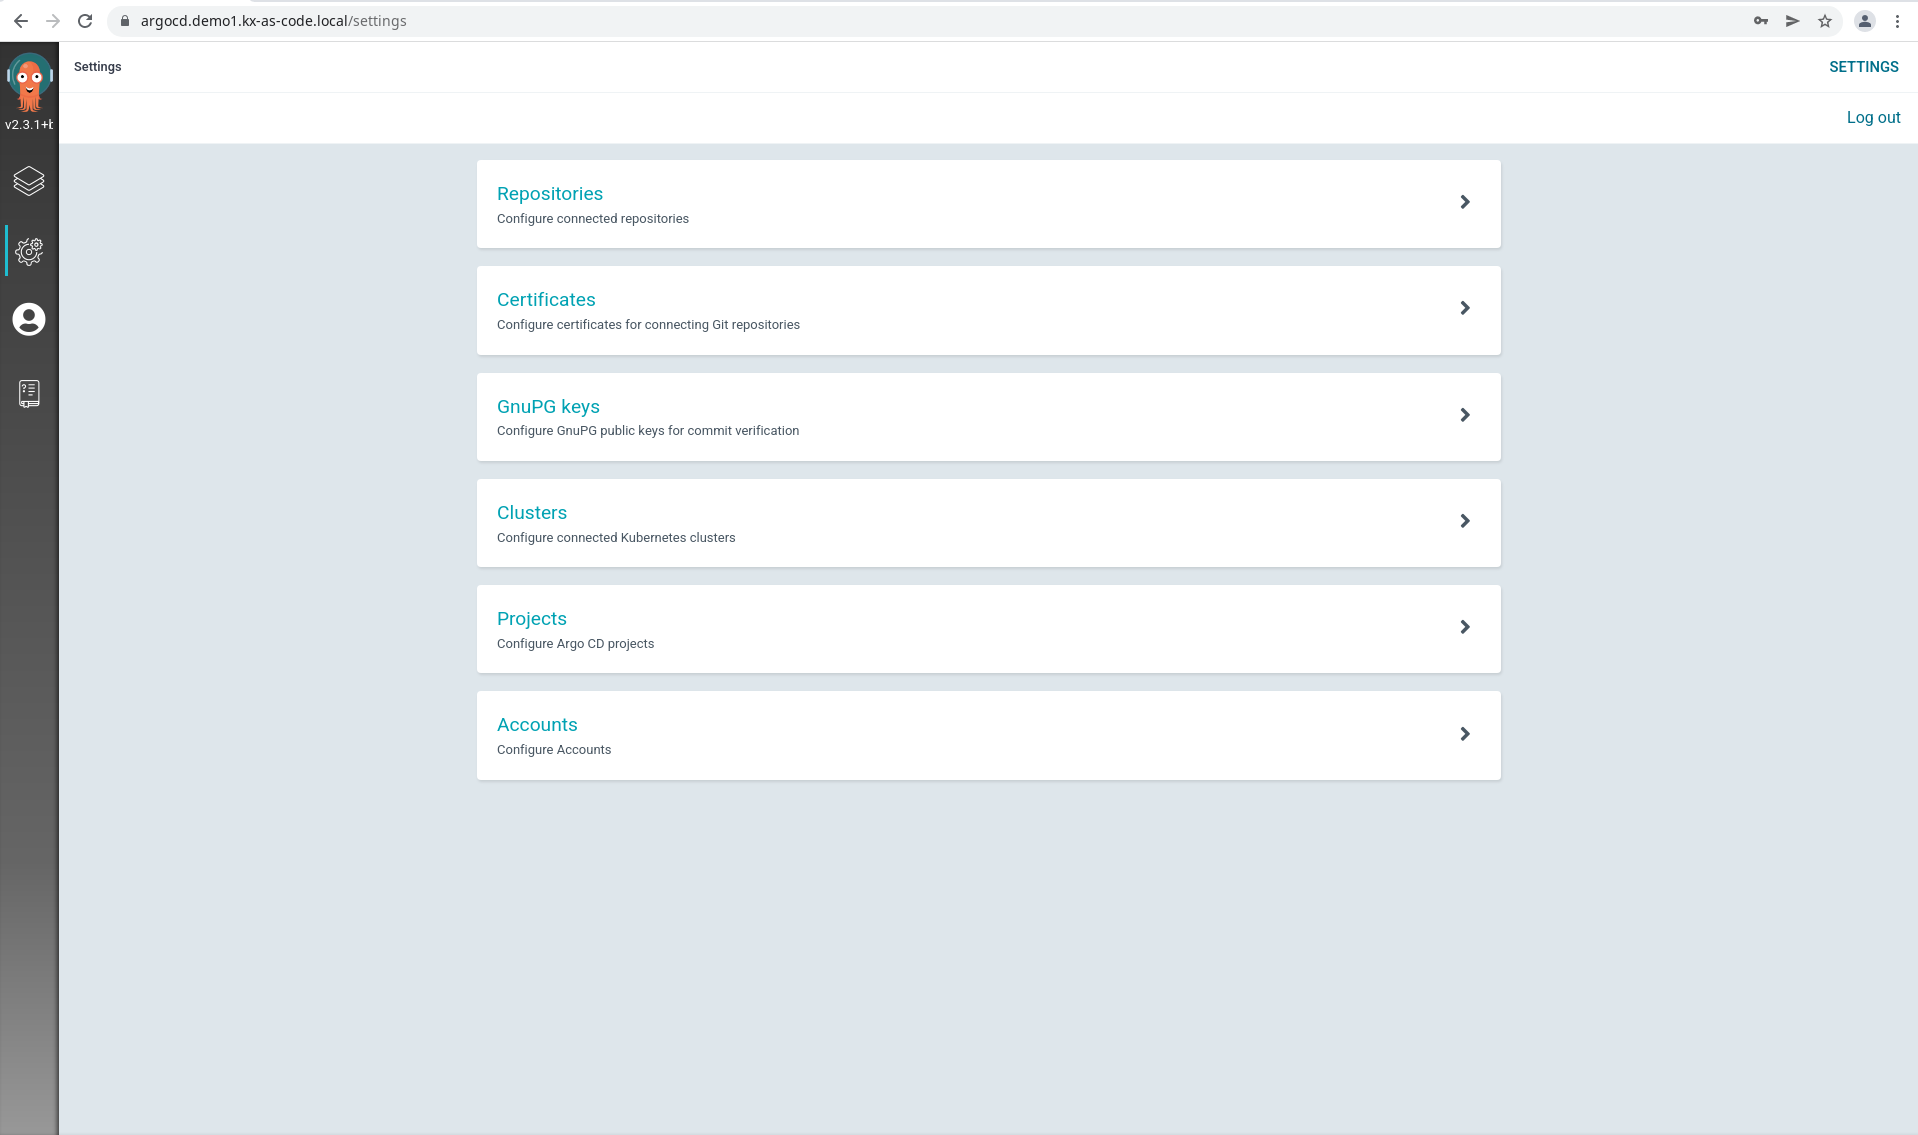 argocd.demo1.kx-as-code.local/settings
Settings
SETTINGS
v2.3.1+
Log out
Repositories
Configure connected repositories
Certificates
Configure certificates for connecting Git repositories
GnuPG keys
Configure GnuPG public keys for commit verification
Clusters
Configure connected Kubernetes clusters
Projects
Configure Argo CD projects
Accounts
Configure Accounts